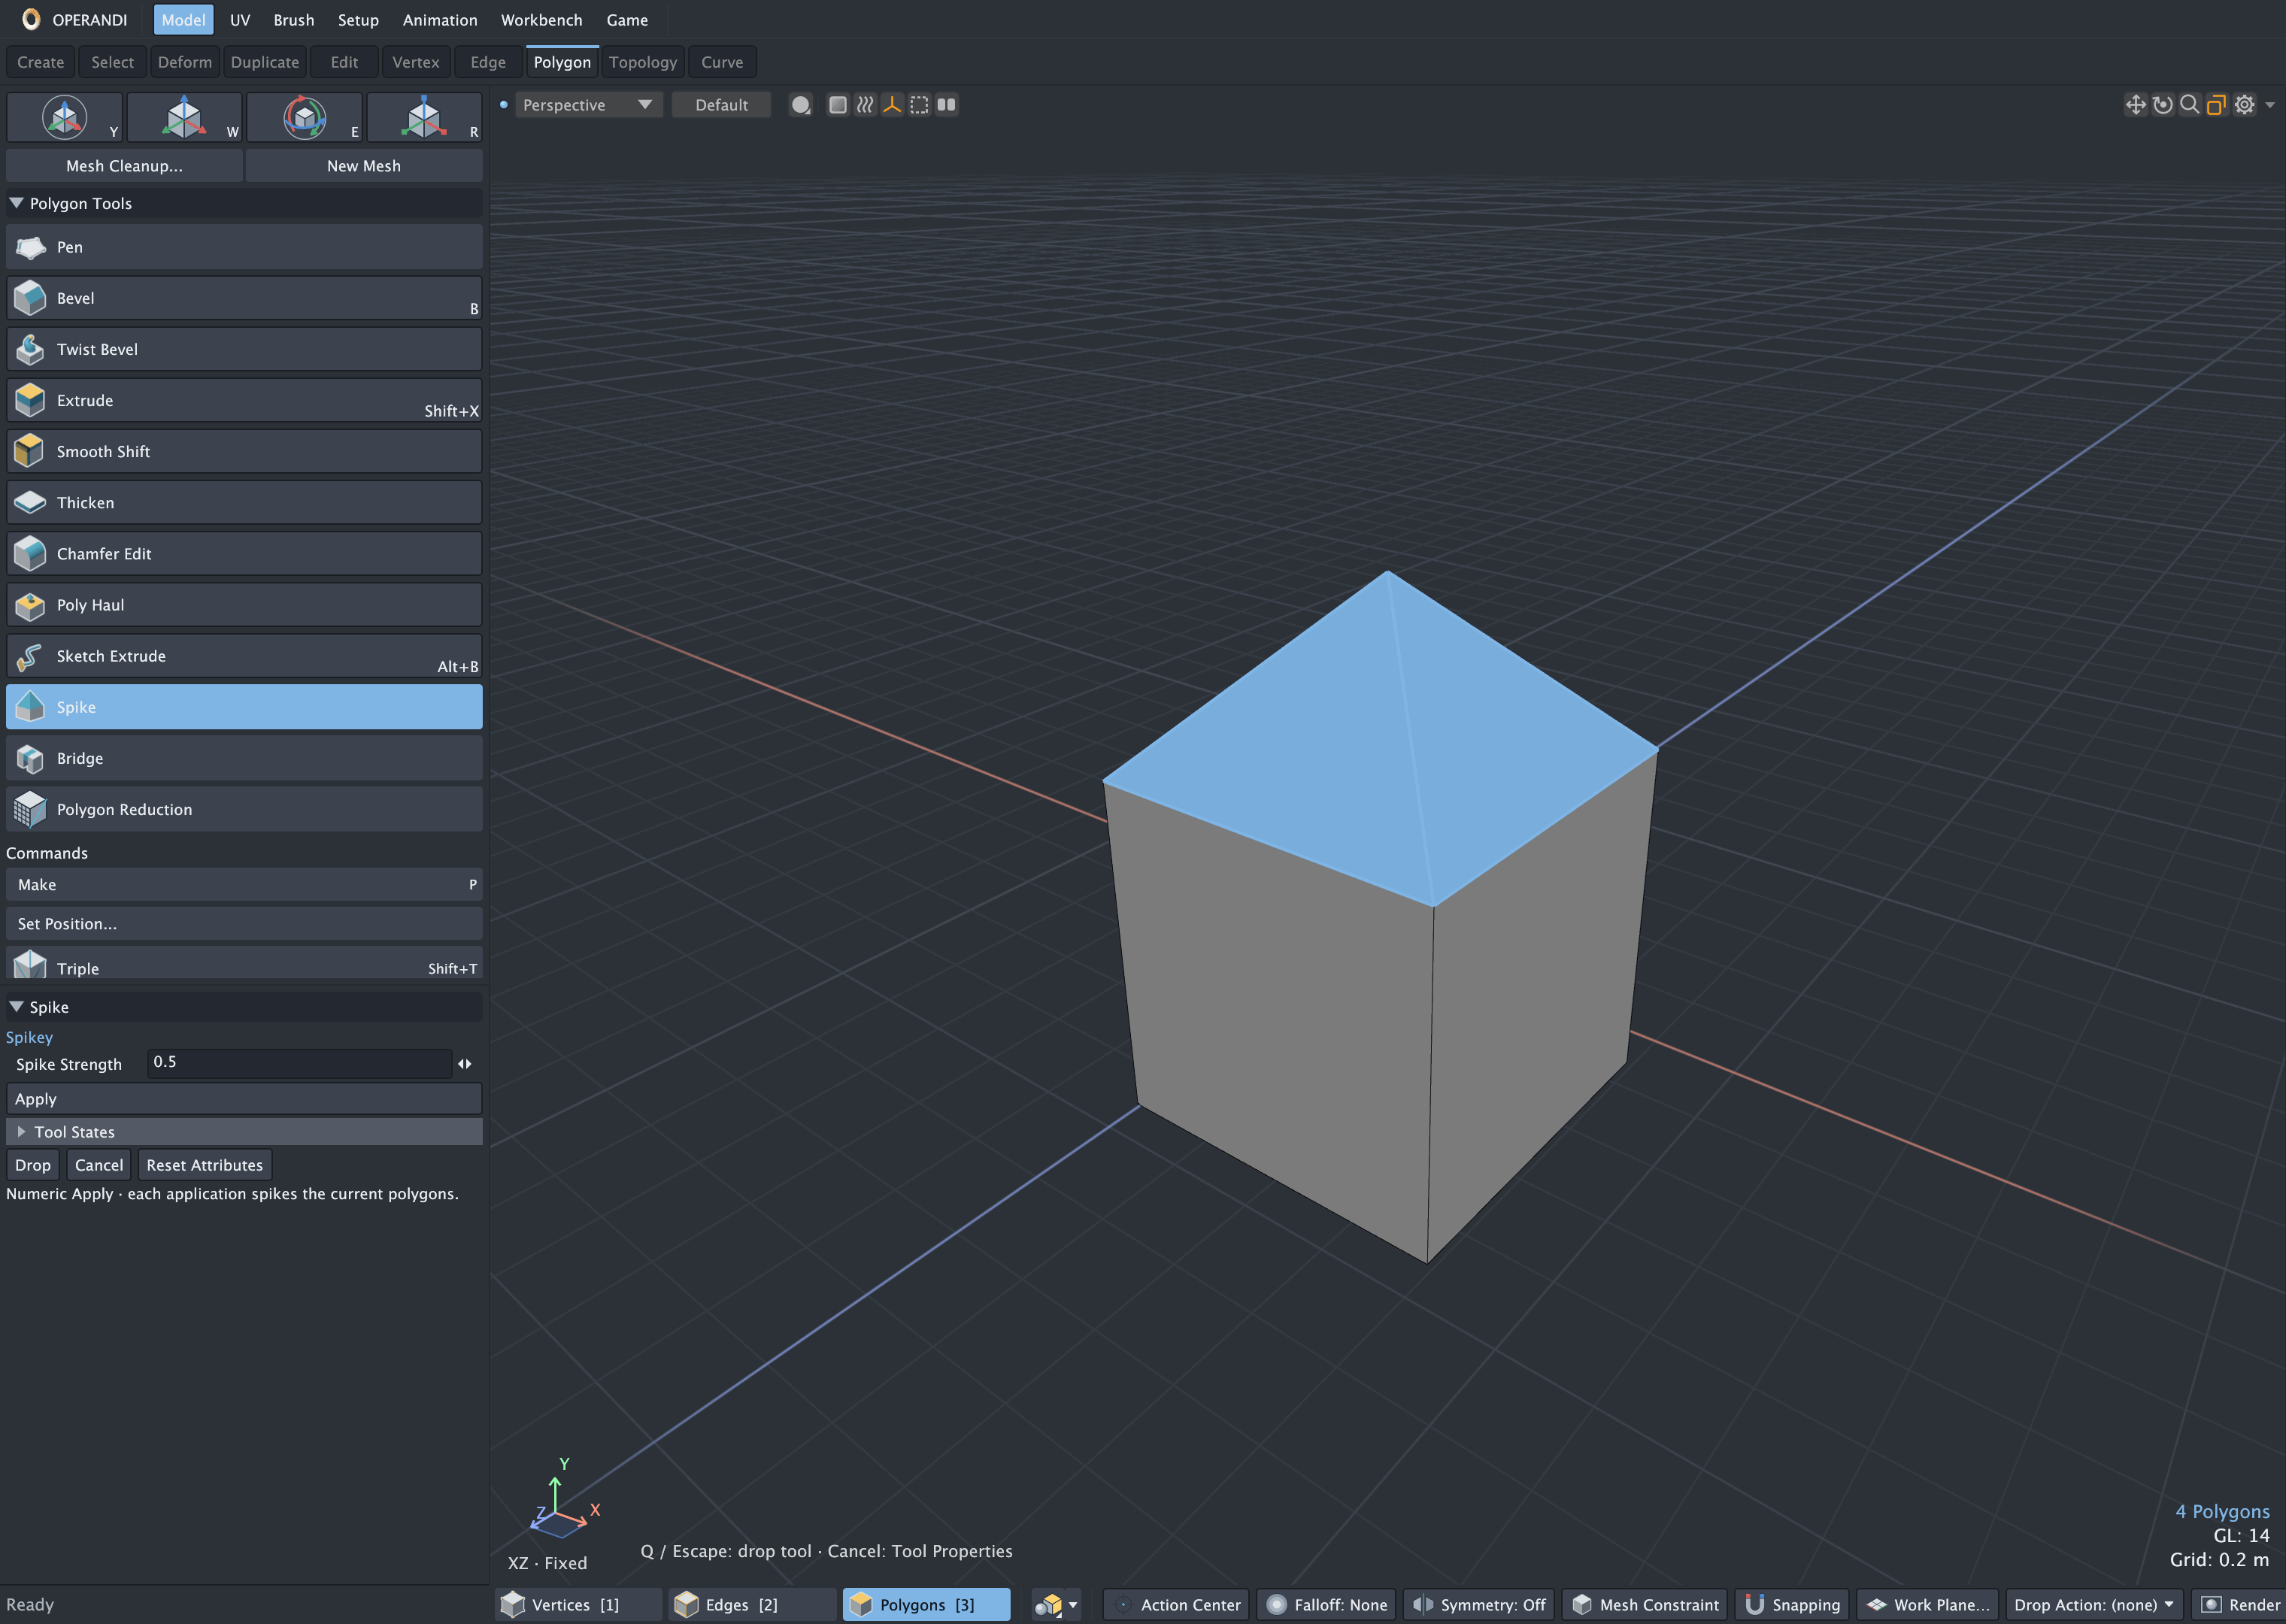 OPERANDI Model UV Brush Setup Animation Workbench Game
Create Select Deform Duplicate Edit Vertex Edge Polygon Topology Curve
Y W E R
Perspective Default
Mesh Cleanup... New Mesh
Polygon Tools
Pen
Bevel B
Twist Bevel
Extrude Shift+X
Smooth Shift
Thicken
Chamfer Edit
Poly Haul
Sketch Extrude Alt+B
Spike
Bridge
Polygon Reduction
Commands
Make P
Set Position...
Triple Shift+T
Spike
Spikey
Spike Strength 0.5
Apply
Tool States
Drop Cancel Reset Attributes
Numeric Apply · each application spikes the current polygons.
Y
Z X
XZ · Fixed
Q / Escape: drop tool · Cancel: Tool Properties
4 Polygons
GL: 14
Grid: 0.2 m
Ready Vertices [1] Edges [2] Polygons [3] Action Center Falloff: None Symmetry: Off Mesh Constraint Snapping Work Plane... Drop Action: (none) Render